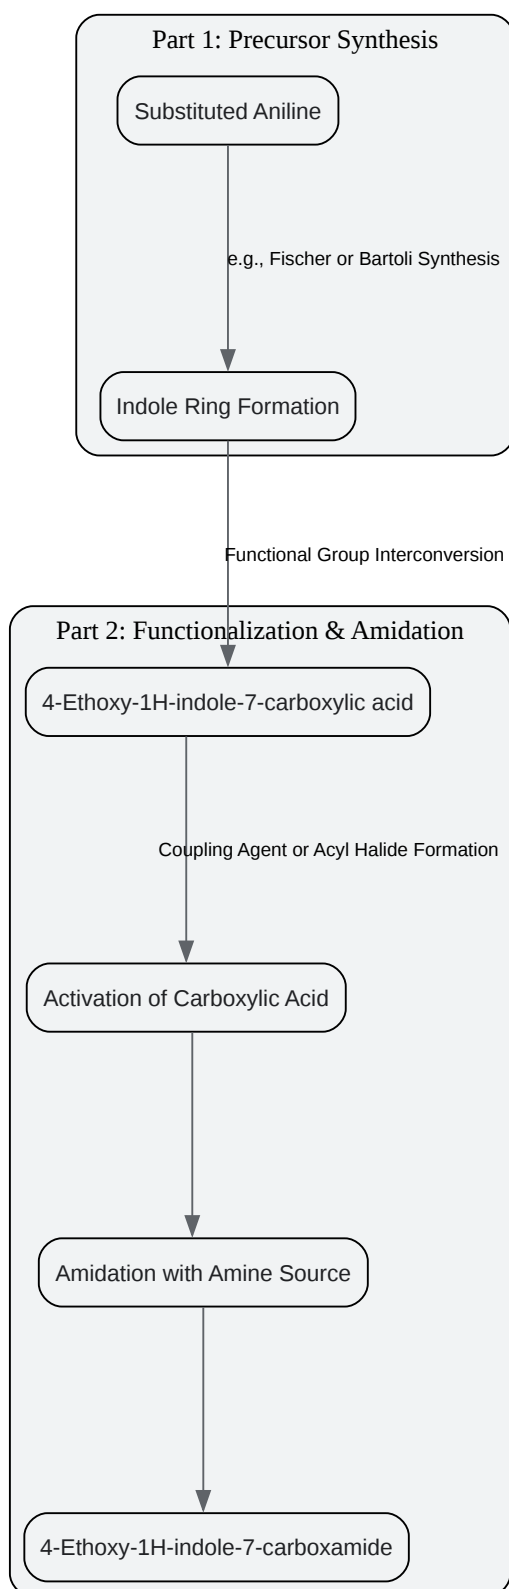 Part 1: Precursor Synthesis
Substituted Aniline
e.g., Fischer or Bartoli Synthesis
Indole Ring Formation
Functional Group Interconversion
Part 2: Functionalization & Amidation
4-Ethoxy-1H-indole-7-carboxylic acid
Coupling Agent or Acyl Halide Formation
Activation of Carboxylic Acid
Amidation with Amine Source
4-Ethoxy-1H-indole-7-carboxamide